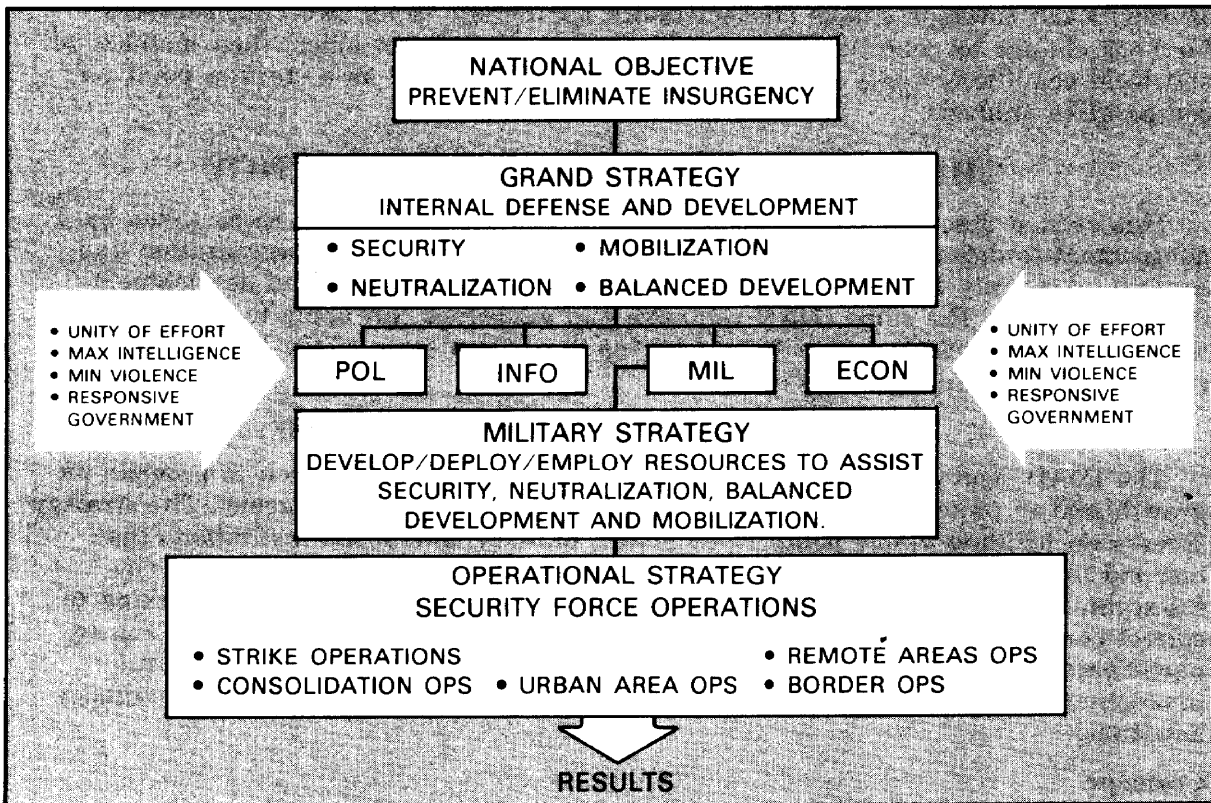 NATIONAL OBJECTIVE
PREVENT/ELIMINATE INSURGENCY
GRAND STRATEGY
INTERNAL DEFENSE AND DEVELOPMENT
• SECURITY • MOBILIZATION
• NEUTRALIZATION • BALANCED DEVELOPMENT
• UNITY OF EFFORT
• MAX INTELLIGENCE
• MIN VIOLENCE
• RESPONSIVE
GOVERNMENT
POL INFO MIL ECON
• UNITY OF EFFORT
• MAX INTELLIGENCE
• MIN VIOLENCE
• RESPONSIVE
GOVERNMENT
MILITARY STRATEGY
DEVELOP/DEPLOY/EMPLOY RESOURCES TO ASSIST
SECURITY, NEUTRALIZATION, BALANCED
DEVELOPMENT AND MOBILIZATION.
OPERATIONAL STRATEGY
SECURITY FORCE OPERATIONS
• STRIKE OPERATIONS • REMOTE AREAS OPS
• CONSOLIDATION OPS • URBAN AREA OPS • BORDER OPS
RESULTS